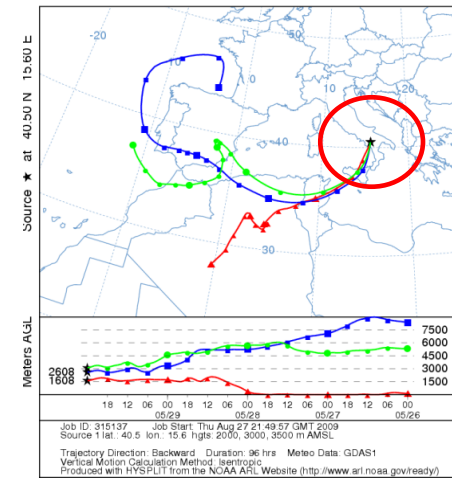 -20
50
-10
0
10
20
40
30
Source ★ at 40.50 N 15.60 E
Meters AGL
2608
1608
7500
6000
4500
3000
1500
18 12 06 00 18 12 06 00 18 12 06 00 18 12 06 00
05/29 05/28 05/27 05/26
Job ID: 315137 Job Start: Thu Aug 27 21:49:57 GMT 2009
Source 1 lat.: 40.5 lon.: 15.6 hgts: 2000, 3000, 3500 m AMSL
Trajectory Direction: Backward Duration: 96 hrs Meteo Data: GDAS1
Vertical Motion Calculation Method: Isentropic
Produced with HYSPLIT from the NOAA ARL Website (http://www.arl.noaa.gov/ready/)